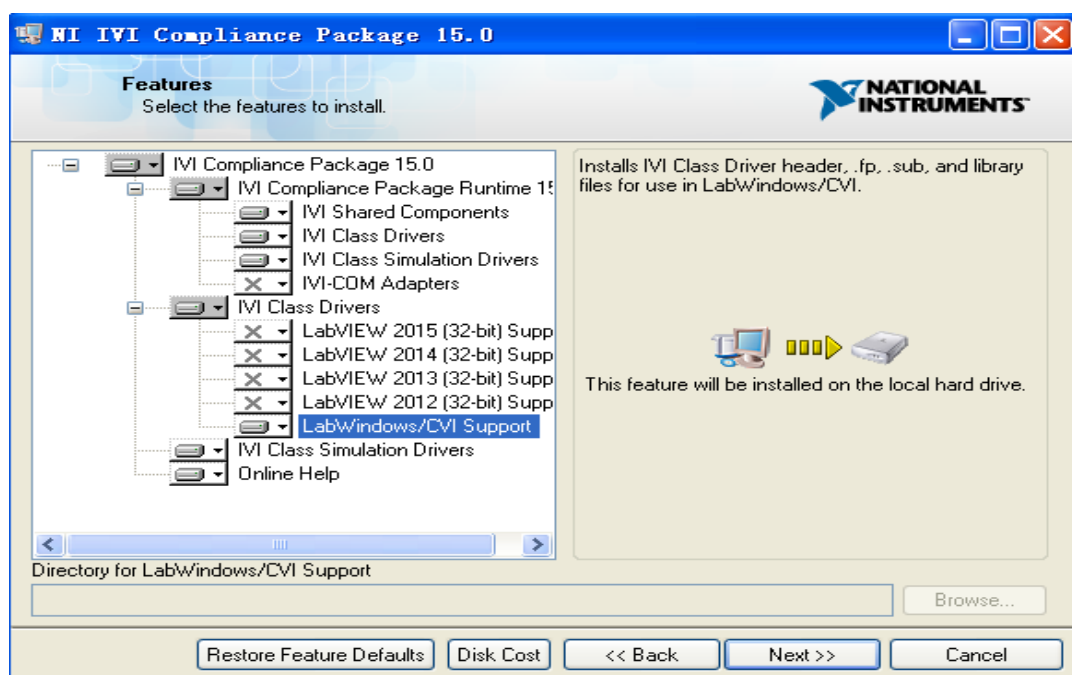 NI IVI Compliance Package 15.0
Features
Select the features to install.
NATIONAL
INSTRUMENTS
IVI Compliance Package 15.0
IVI Compliance Package Runtime 15
IVI Shared Components
IVI Class Drivers
IVI Class Simulation Drivers
IVI-COM Adapters
IVI Class Drivers
LabVIEW 2015 (32-bit) Supp
LabVIEW 2014 (32-bit) Supp
LabVIEW 2013 (32-bit) Supp
LabVIEW 2012 (32-bit) Supp
LabWindows/CVI Support
IVI Class Simulation Drivers
Online Help
Installs IVI Class Driver header, .fp, .sub, and library
files for use in LabWindows/CVI.
This feature will be installed on the local hard drive.
Directory for LabWindows/CVI Support
Browse...
Restore Feature Defaults
Disk Cost
<< Back
Next >>
Cancel